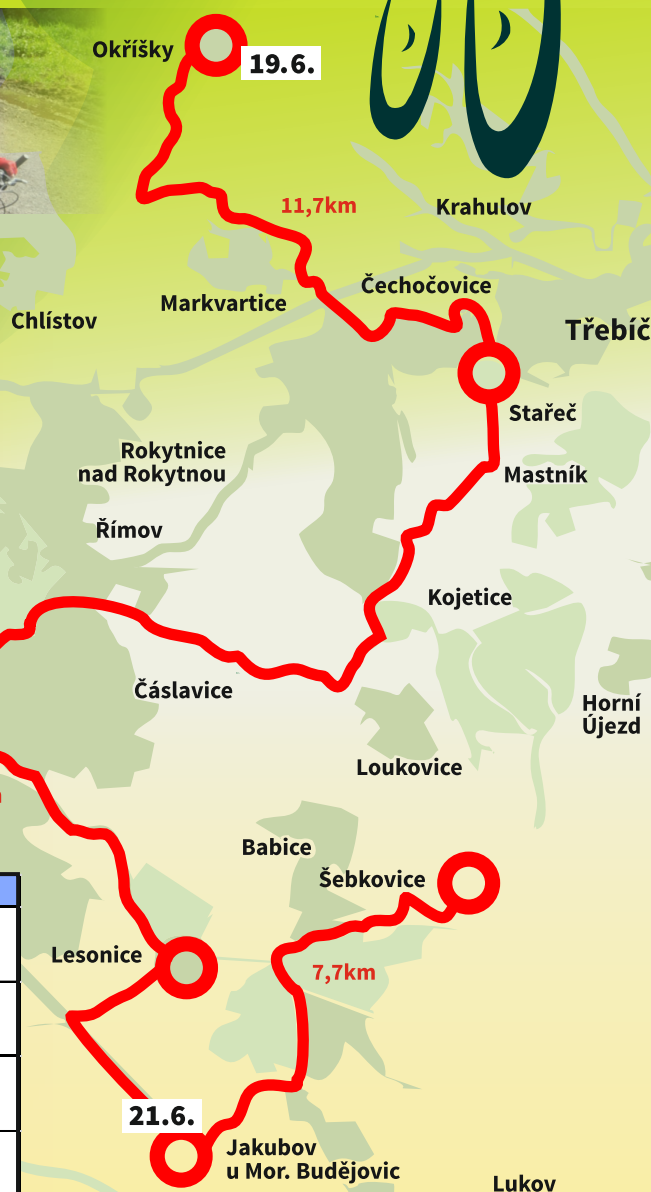 Okříšky
19.6.
11,7km
Krahulov
Čechočovice
Markvartice
Chlístov
Třebíč
Stařeč
Rokytnice
nad Rokytnou
Mastník
Římov
Kojetice
Čáslavice
Horní
Újezd
Loukovice
Babice
Šebkovice
Lesonice
7,7km
21.6.
Jakubov
u Mor. Budějovic
Lukov